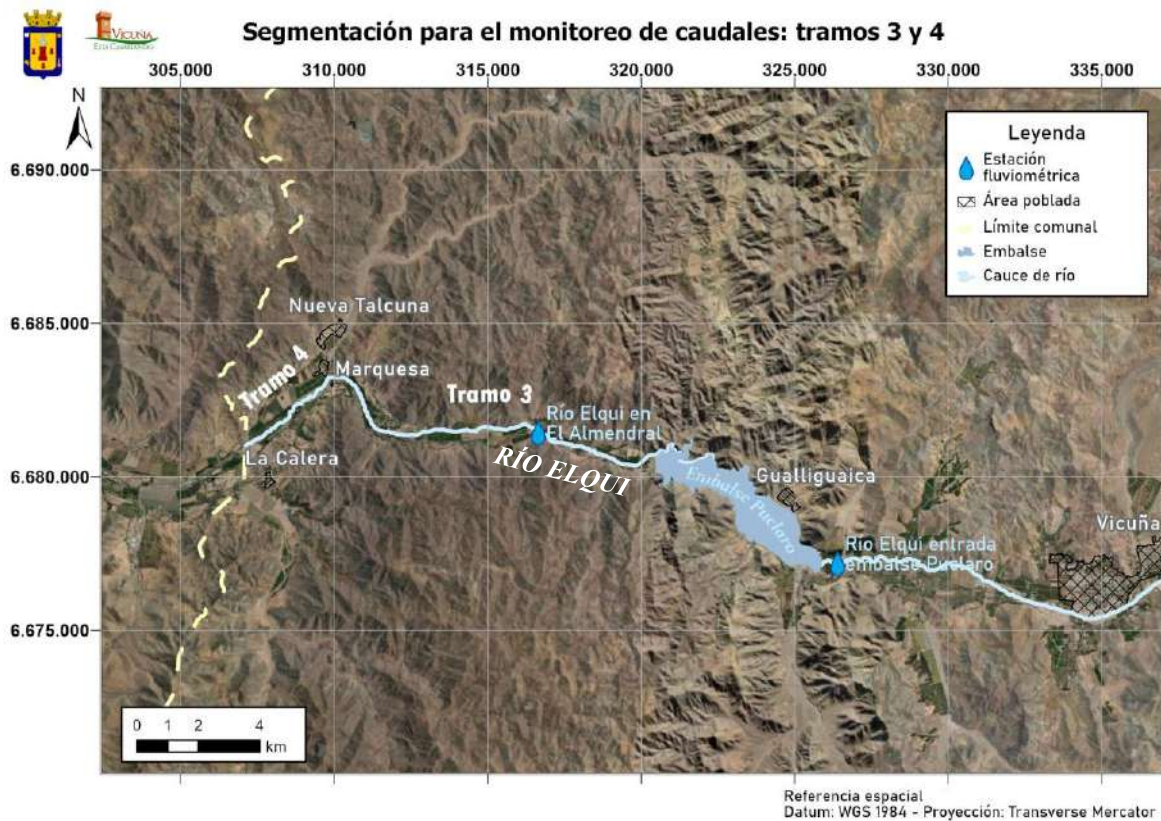 VICUÑA
Segmentación para el monitoreo de caudales: tramos 3 y 4
305.000
310.000
315.000
320.000
325.000
330.000
335.000
N
6.690.000
6.685.000
6.680.000
6.675.000
Leyenda
Estación
fluviométrica
Área poblada
Límite comunal
Embalse
Cauce de río
Nueva Talcuna
Tramo 4
Marquesa
Tramo 3
Río Elqui en
El Almendral
La Calera
RÍO ELQUI
Embalse Puclaro
Gualliguaica
Vicuña
Río Elqui entrada
embalse Puclaro
0 1 2 4
km
Referencia espacial
Datum: WGS 1984 - Proyección: Transverse Mercator